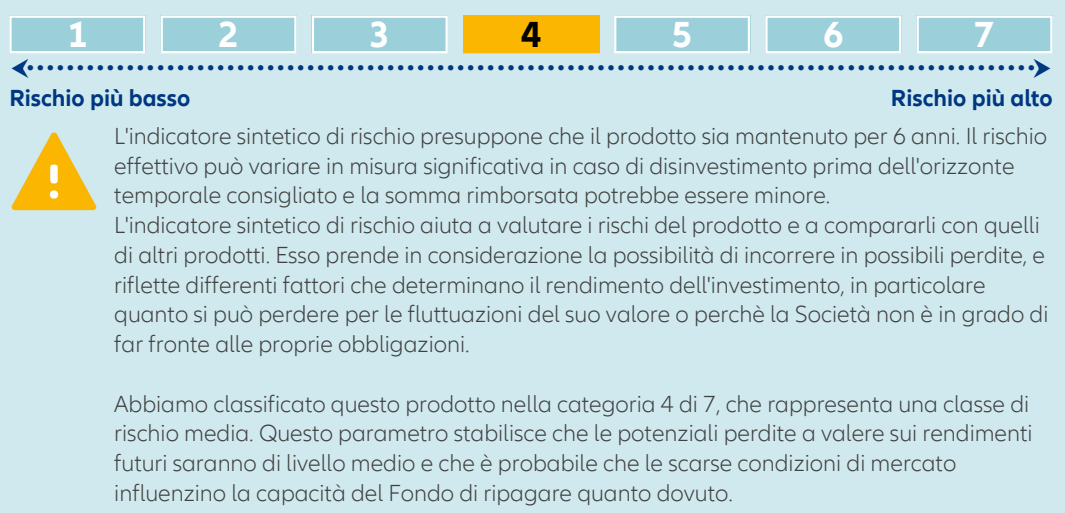 1 2 3 4 5 6 7
Rischio più basso Rischio più alto
L'indicatore sintetico di rischio presuppone che il prodotto sia mantenuto per 6 anni. Il rischio
effettivo può variare in misura significativa in caso di disinvestimento prima dell'orizzonte
temporale consigliato e la somma rimborsata potrebbe essere minore.
L'indicatore sintetico di rischio aiuta a valutare i rischi del prodotto e a compararli con quelli
di altri prodotti. Esso prende in considerazione la possibilità di incorrere in possibili perdite, e
riflette differenti fattori che determinano il rendimento dell'investimento, in particolare
quanto si può perdere per le fluttuazioni del suo valore o perchè la Società non è in grado di
far fronte alle proprie obbligazioni.
Abbiamo classificato questo prodotto nella categoria 4 di 7, che rappresenta una classe di
rischio media. Questo parametro stabilisce che le potenziali perdite a valere sui rendimenti
futuri saranno di livello medio e che è probabile che le scarse condizioni di mercato
influenzino la capacità del Fondo di ripagare quanto dovuto.